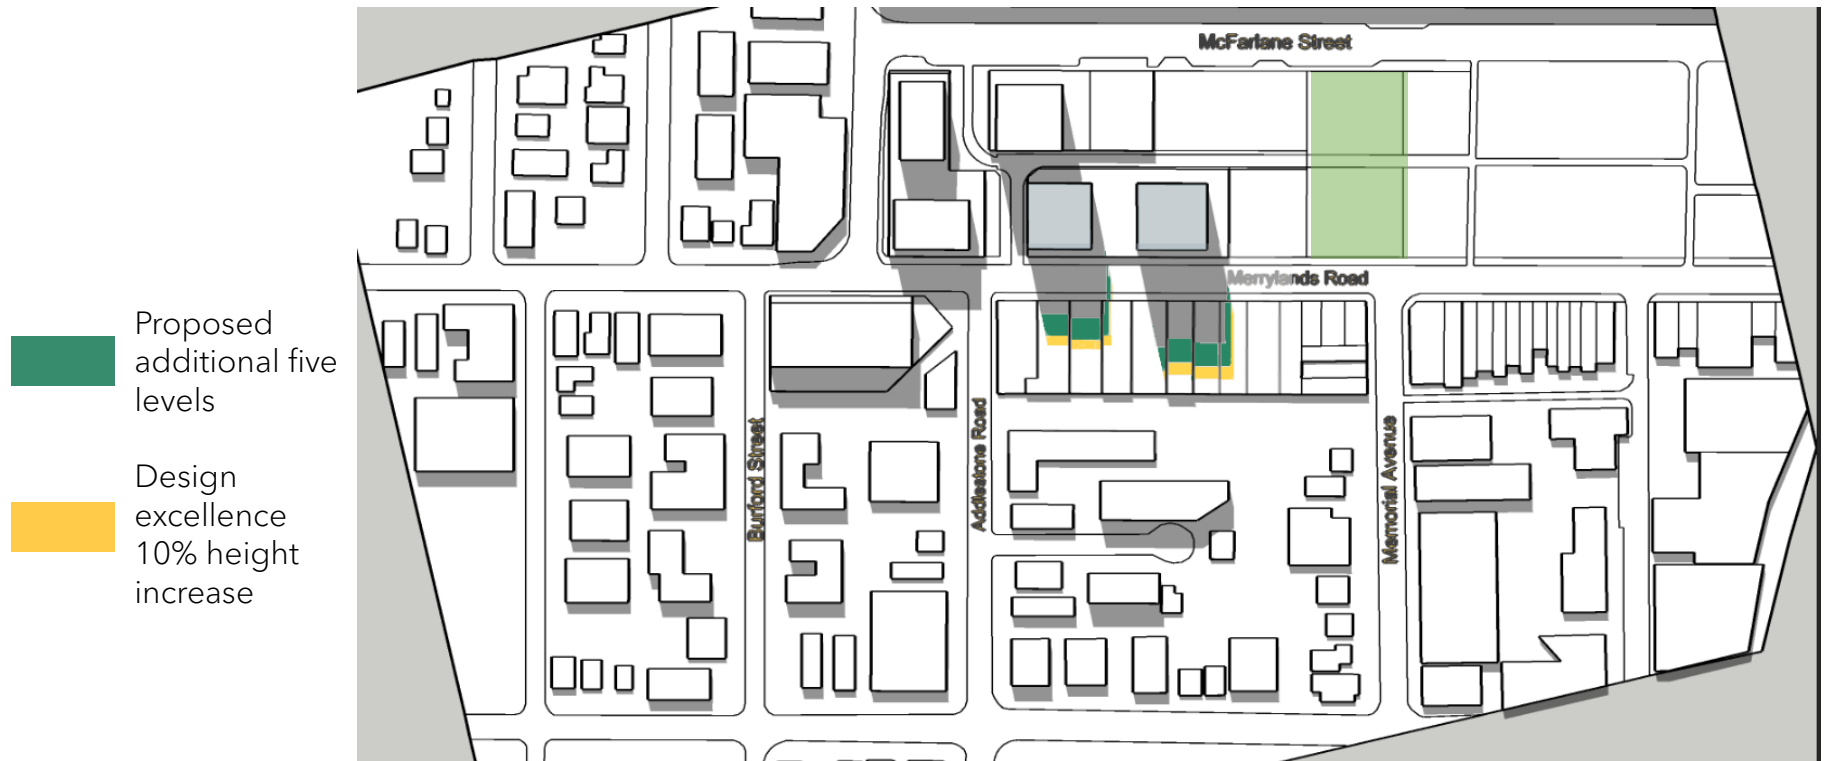 McFarlane Street
Merrylands Road
Proposed
additional five
levels
Design
excellence
10% height
increase
Burford Street
Addlestone Road
Memorial Avenue